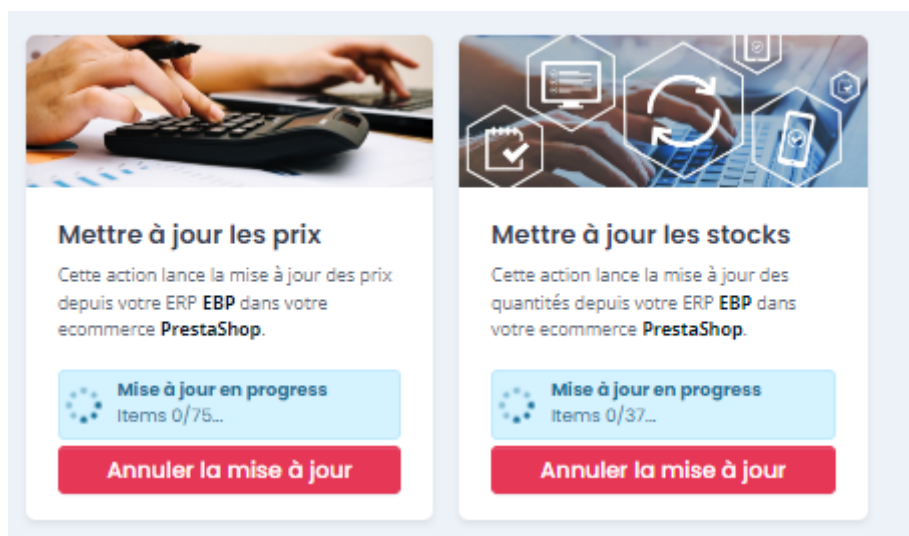 Mettre à jour les prix
Cette action lance la mise à jour des prix
depuis votre ERP EBP dans votre
ecommerce PrestaShop.
Mise à jour en progress
Items 0/75...
Annuler la mise à jour
Mettre à jour les stocks
Cette action lance la mise à jour des
quantités depuis votre ERP EBP dans
votre ecommerce PrestaShop.
Mise à jour en progress
Items 0/37...
Annuler la mise à jour